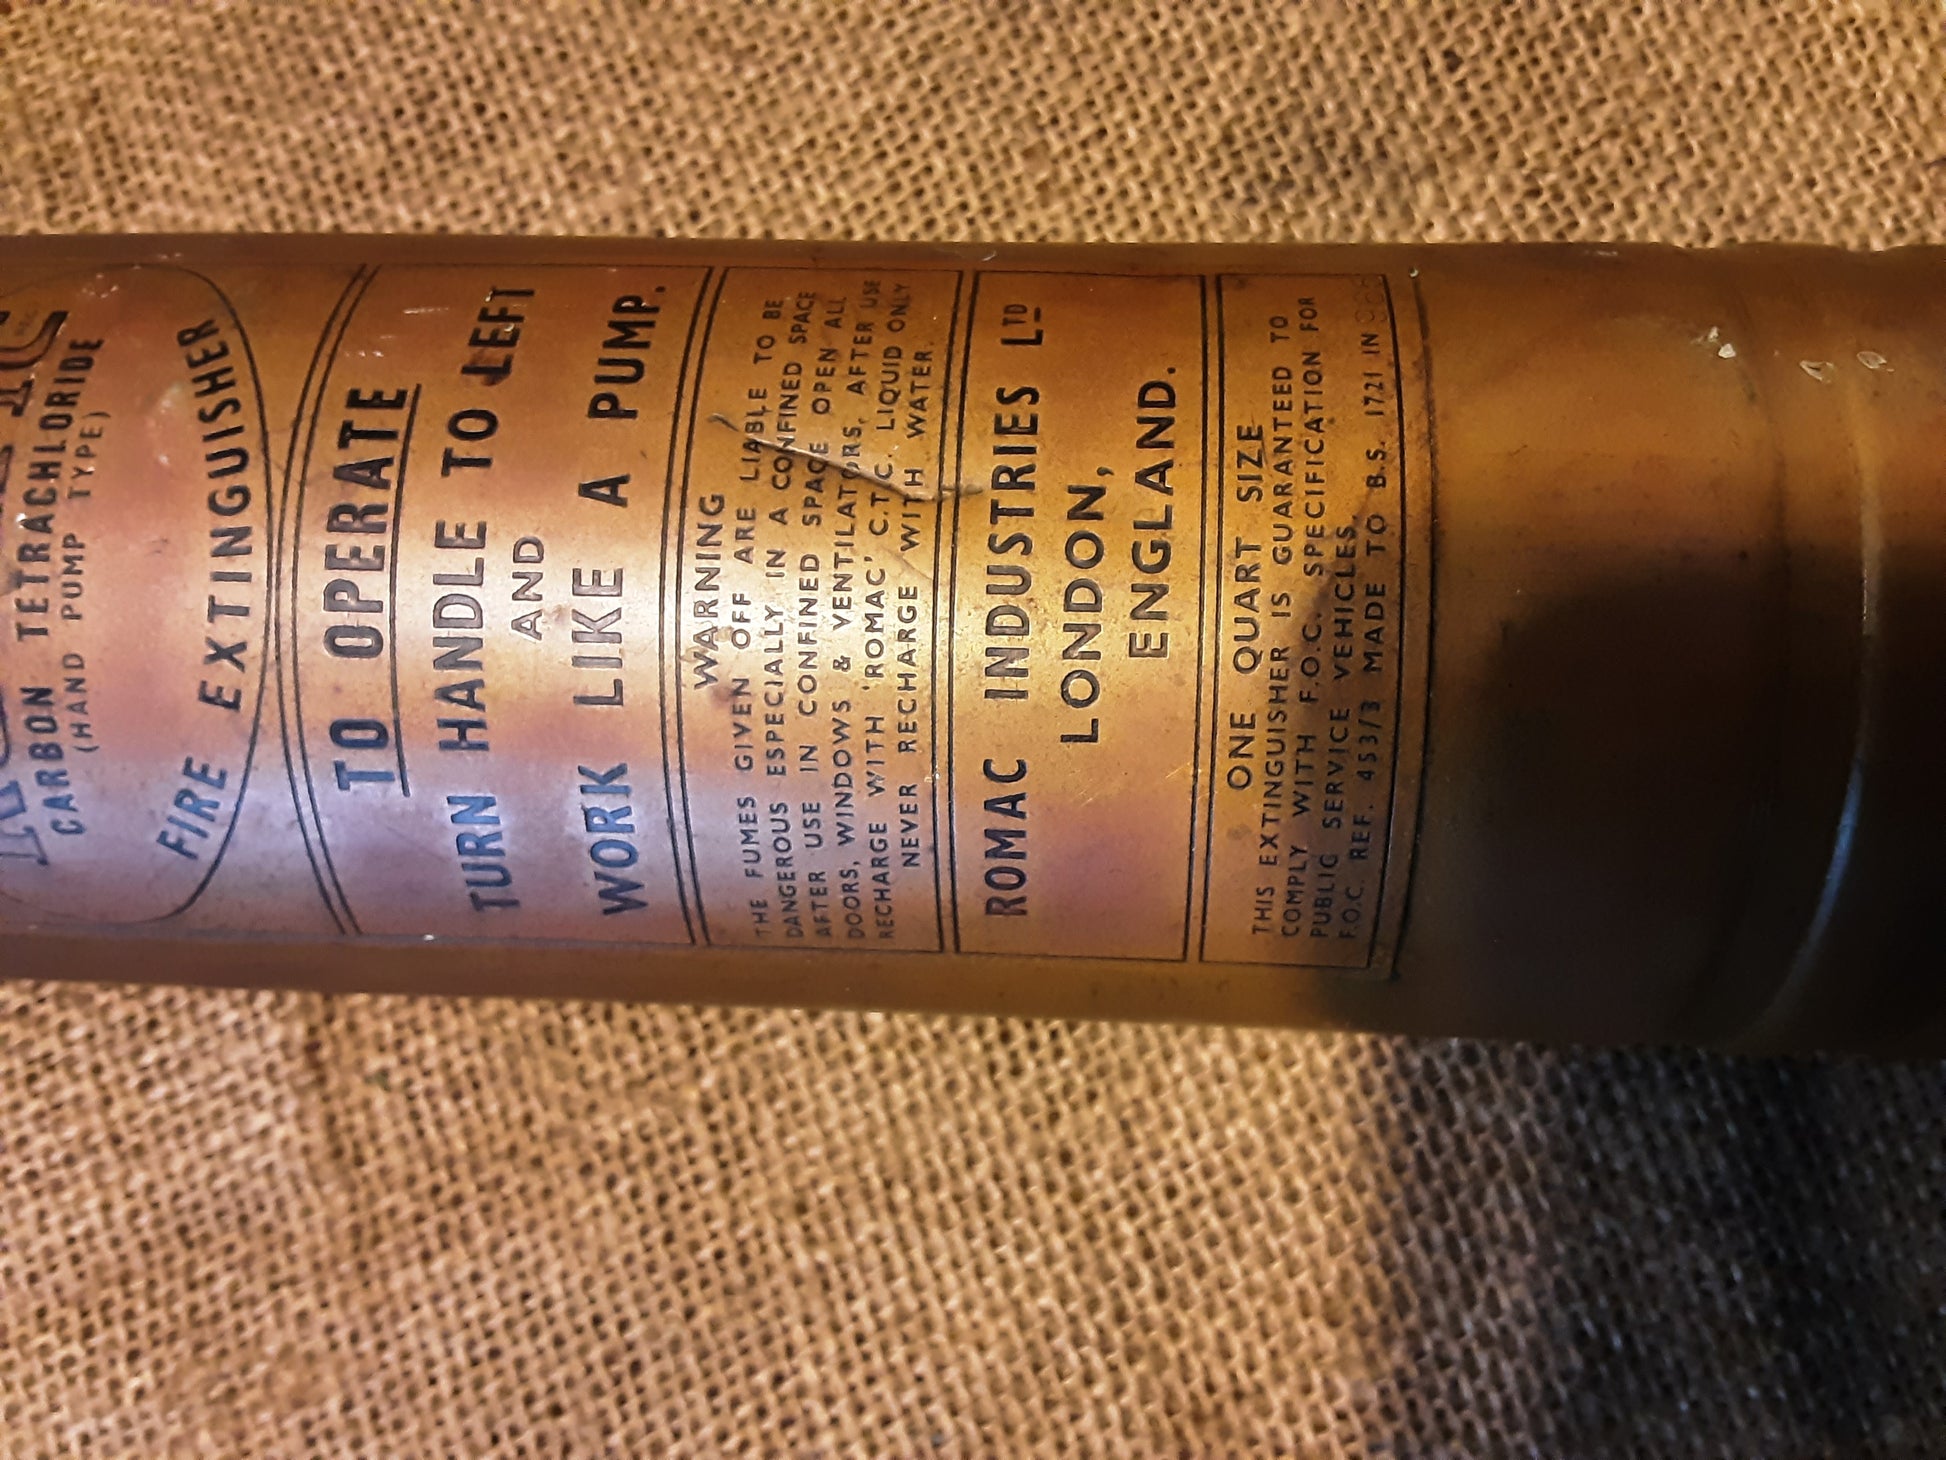 CARBON TETRACHLORIDE
(HAND PUMP TYPE)
FIRE EXTINGUISHER
TO OPERATE
TURN HANDLE TO LEFT
AND
WORK LIKE A PUMP.
WARNING
THE FUMES GIVEN OFF ARE LIABLE TO BE
DANGEROUS ESPECIALLY IN A CONFINED SPACE
AFTER USE IN CONFINED SPACE OPEN ALL
DOORS, WINDOWS & VENTILATORS, AFTER USE
RECHARGE WITH 'ROMAC' C.T.C. LIQUID ONLY
NEVER RECHARGE WITH WATER.
ROMAC INDUSTRIES LTD
LONDON,
ENGLAND.
ONE QUART SIZE
THIS EXTINGUISHER IS GUARANTEED TO
COMPLY WITH F.O.C. SPECIFICATION FOR
PUBLIC SERVICE VEHICLES.
F.O.C. REF. 453/3 MADE TO B.S. 1721 IN